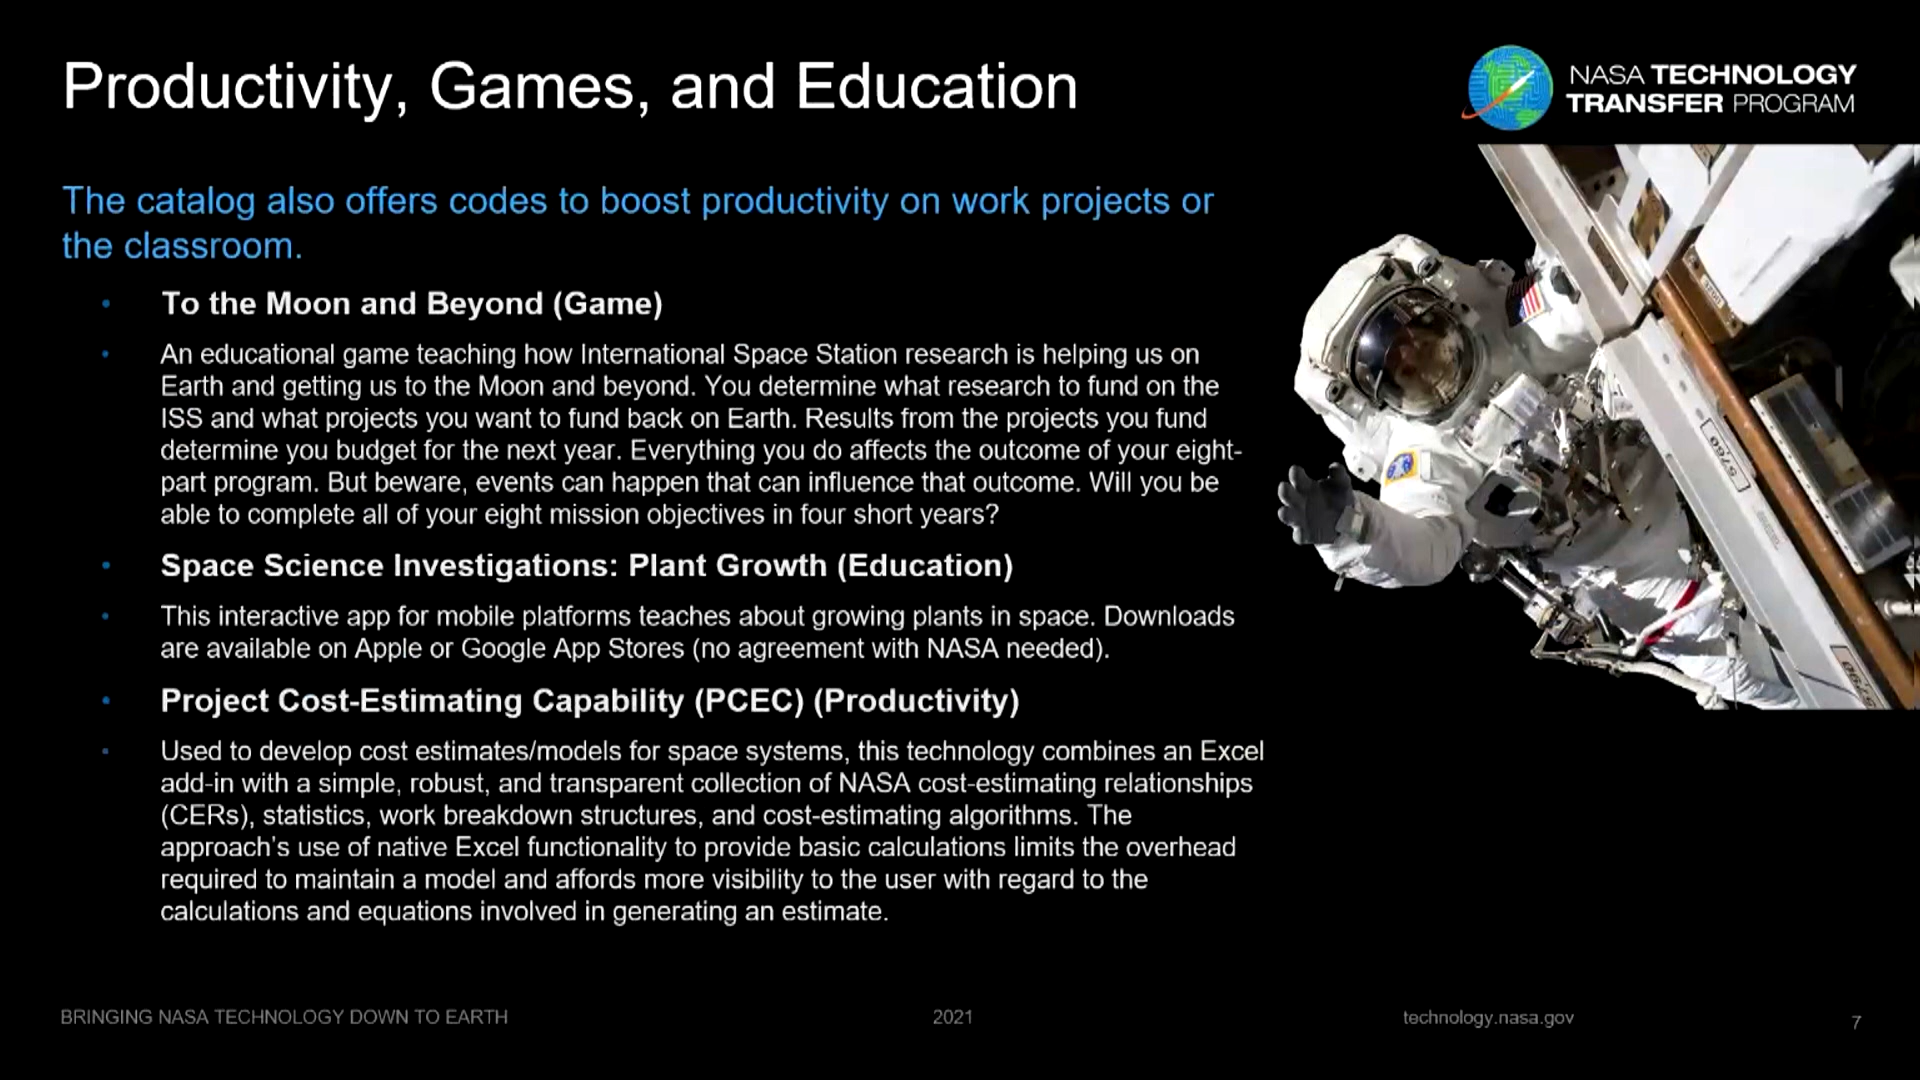 Productivity, Games, and Education
NASA TECHNOLOGY
TRANSFER PROGRAM
The catalog also offers codes to boost productivity on work projects or
the classroom.
• To the Moon and Beyond (Game)
• An educational game teaching how International Space Station research is helping us on
Earth and getting us to the Moon and beyond. You determine what research to fund on the
ISS and what projects you want to fund back on Earth. Results from the projects you fund
determine you budget for the next year. Everything you do affects the outcome of your eight-
part program. But beware, events can happen that can influence that outcome. Will you be
able to complete all of your eight mission objectives in four short years?
• Space Science Investigations: Plant Growth (Education)
• This interactive app for mobile platforms teaches about growing plants in space. Downloads
are available on Apple or Google App Stores (no agreement with NASA needed).
• Project Cost-Estimating Capability (PCEC) (Productivity)
• Used to develop cost estimates/models for space systems, this technology combines an Excel
add-in with a simple, robust, and transparent collection of NASA cost-estimating relationships
(CERs), statistics, work breakdown structures, and cost-estimating algorithms. The
approach's use of native Excel functionality to provide basic calculations limits the overhead
required to maintain a model and affords more visibility to the user with regard to the
calculations and equations involved in generating an estimate.
BRINGING NASA TECHNOLOGY DOWN TO EARTH
2021
technology.nasa.gov
7